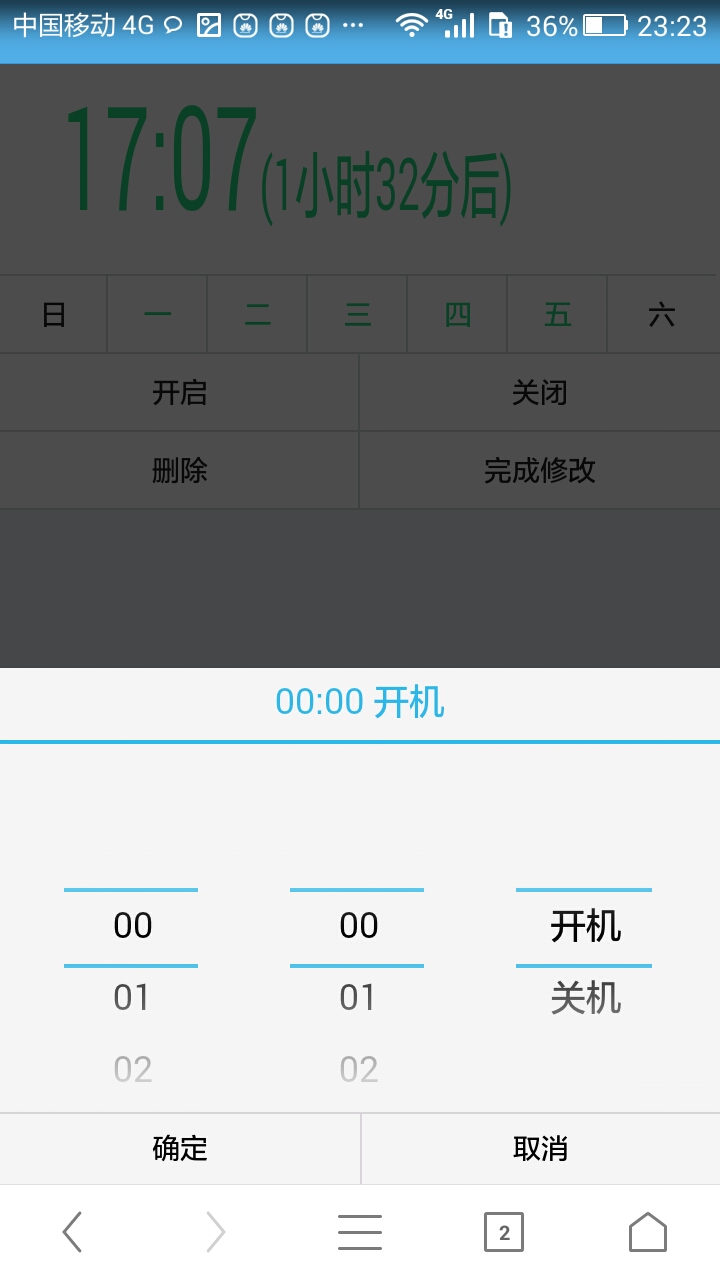 中国移动 4G 4G 36% 23:23
17:07(1小时32分后)
日 一 二 三 四 五 六
开启 关闭
删除 完成修改
00:00 开机
00 00 开机
01 01 关机
02 02
确定 取消
2